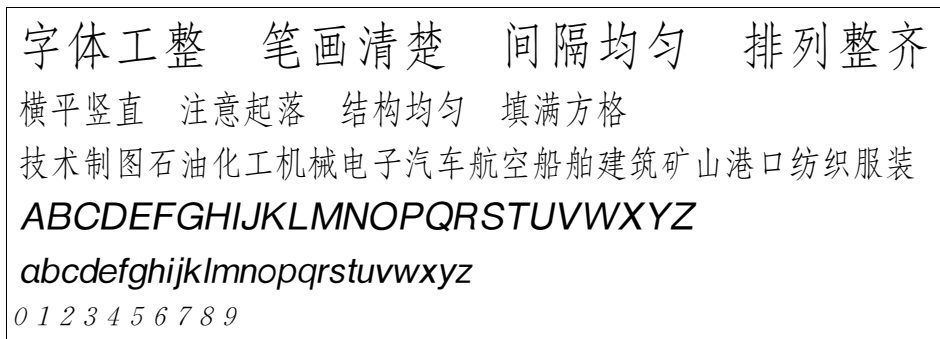 字体工整 笔画清楚 间隔均匀 排列整齐
横平竖直 注意起落 结构均匀 填满方格
技术制图石油化工机械电子汽车航空船舶建筑矿山港口纺织服装
ABCDEFGHIJKLMNOPQRSTUVWXYZ
abcdefghijklmnopqrstuvwxyz
0 1 2 3 4 5 6 7 8 9